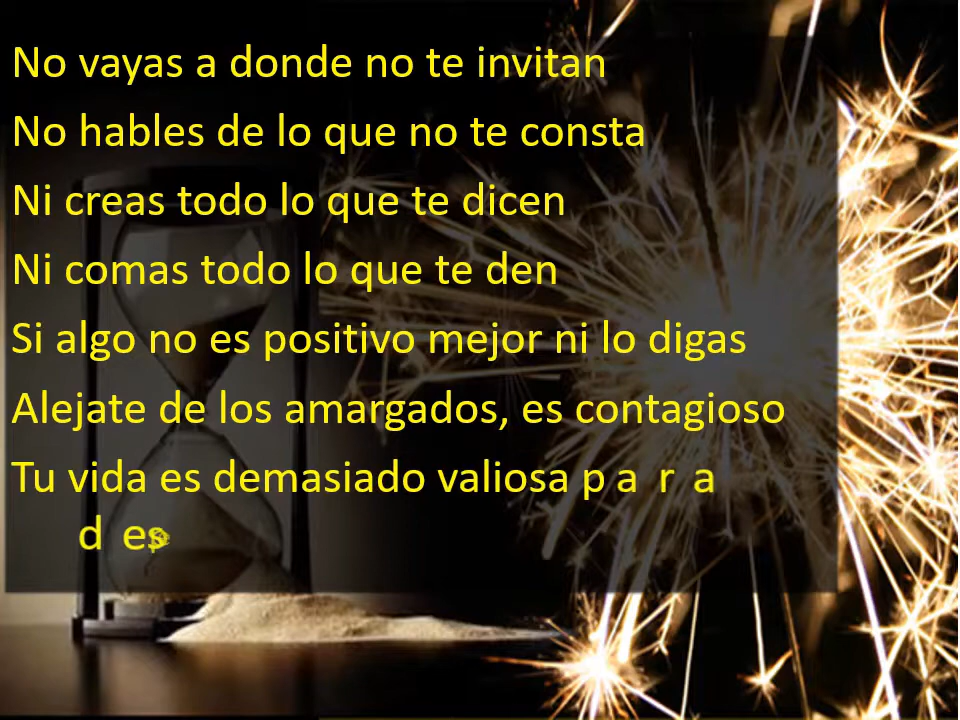 No vayas a donde no te invitan
No hables de lo que no te consta
Ni creas todo lo que te dicen
Ni comas todo lo que te den
Si algo no es positivo mejor ni lo digas
Alejate de los amargados, es contagioso
Tu vida es demasiado valiosa p a r a